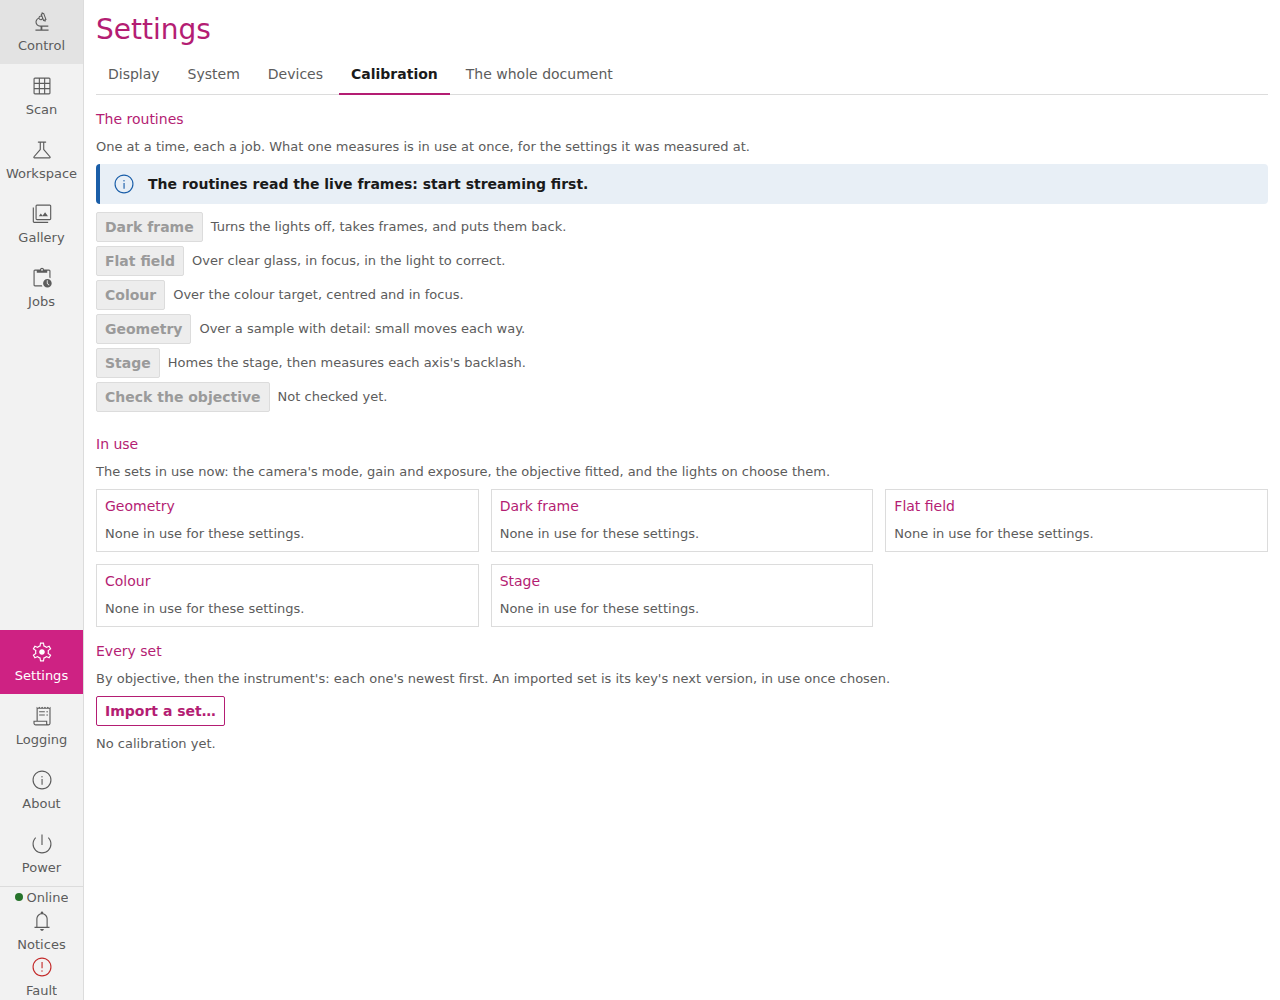 Settings
Control
Scan
Workspace
Gallery
Jobs
Settings
Logging
About
Power
Online
Notices
Fault
Display System Devices Calibration The whole document
The routines
One at a time, each a job. What one measures is in use at once, for the settings it was measured at.
The routines read the live frames: start streaming first.
Dark frame Turns the lights off, takes frames, and puts them back.
Flat field Over clear glass, in focus, in the light to correct.
Colour Over the colour target, centred and in focus.
Geometry Over a sample with detail: small moves each way.
Stage Homes the stage, then measures each axis's backlash.
Check the objective Not checked yet.
In use
The sets in use now: the camera's mode, gain and exposure, the objective fitted, and the lights on choose them.
Geometry
None in use for these settings.
Dark frame
None in use for these settings.
Flat field
None in use for these settings.
Colour
None in use for these settings.
Stage
None in use for these settings.
Every set
By objective, then the instrument's: each one's newest first. An imported set is its key's next version, in use once chosen.
Import a set...
No calibration yet.